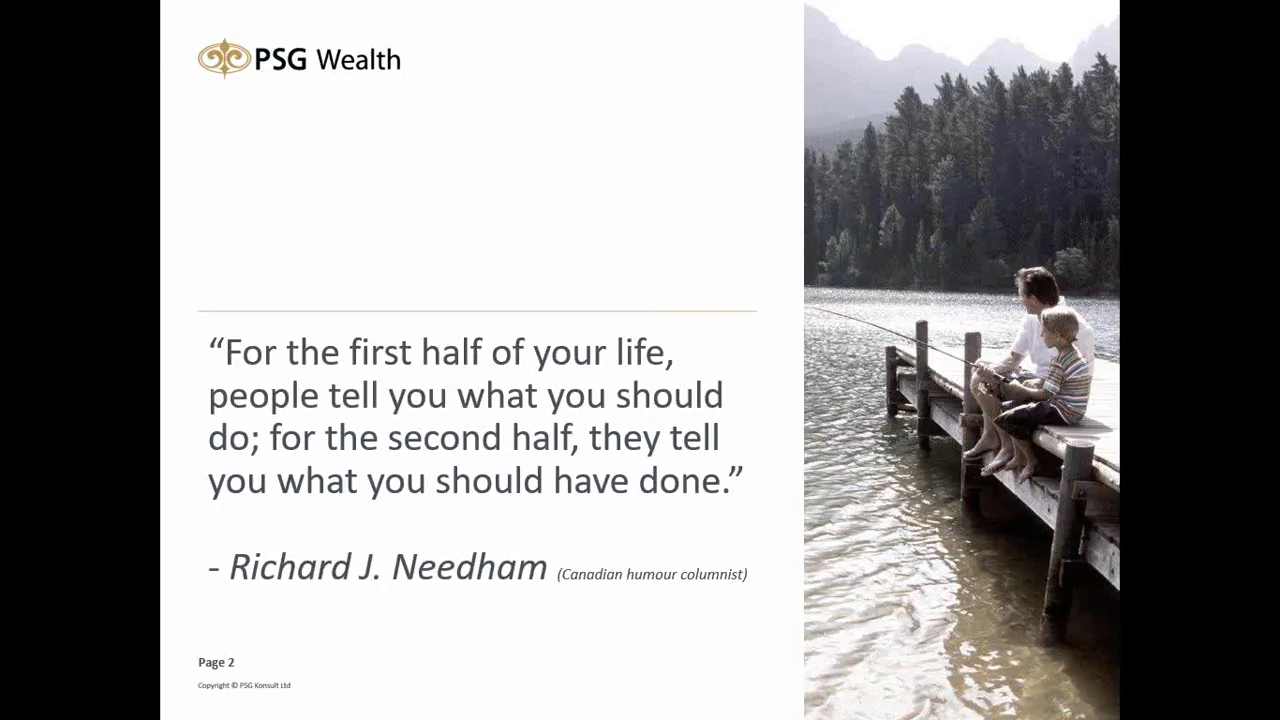 PSG Wealth
“For the first half of your life,
people tell you what you should
do; for the second half, they tell
you what you should have done.”
- Richard J. Needham (Canadian humour columnist)
Page 2
Copyright © PSG Konsult Ltd